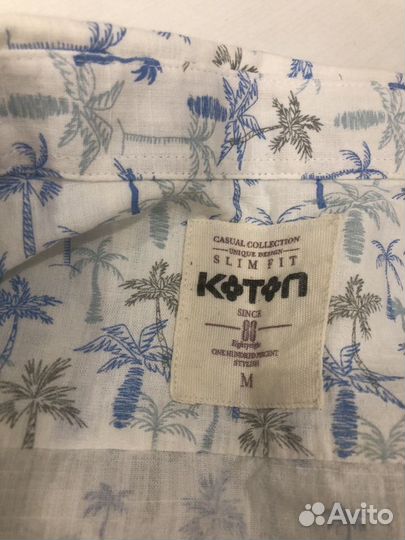 CASUAL COLLECTION
UNIQUE DESIGN
SLIM FIT
KOTON
SINCE
88
Eightyeight
ONE HUNDRED PERCENT
STYLISH
M
Avito